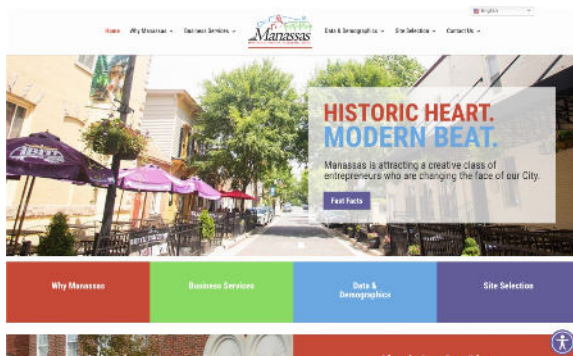 English
Home
Why Manassas
Business Services
Manassas
Data & Demographics
Site Selection
Contact Us
HISTORIC HEART.
MODERN BEAT.
Manassas is attracting a creative class of
entrepreneurs who are changing the face of our City.
Fast Facts
Why Manassas
Business Services
Data &
Demographics
Site Selection